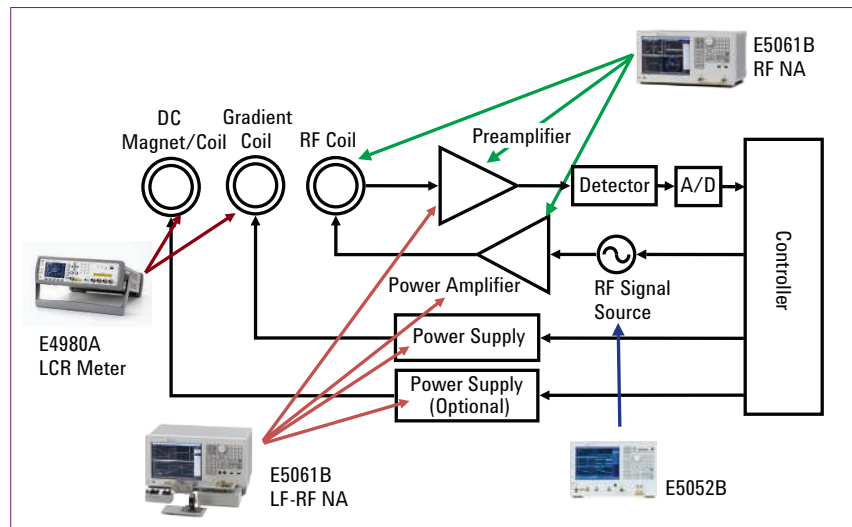 E5061B
RF NA
DC
Magnet/Coil
Gradient
Coil
RF Coil
Preamplifier
Detector
A/D
Controller
Power Amplifier
RF Signal
Source
E4980A
LCR Meter
Power Supply
Power Supply
(Optional)
E5061B
LF-RF NA
E5052B